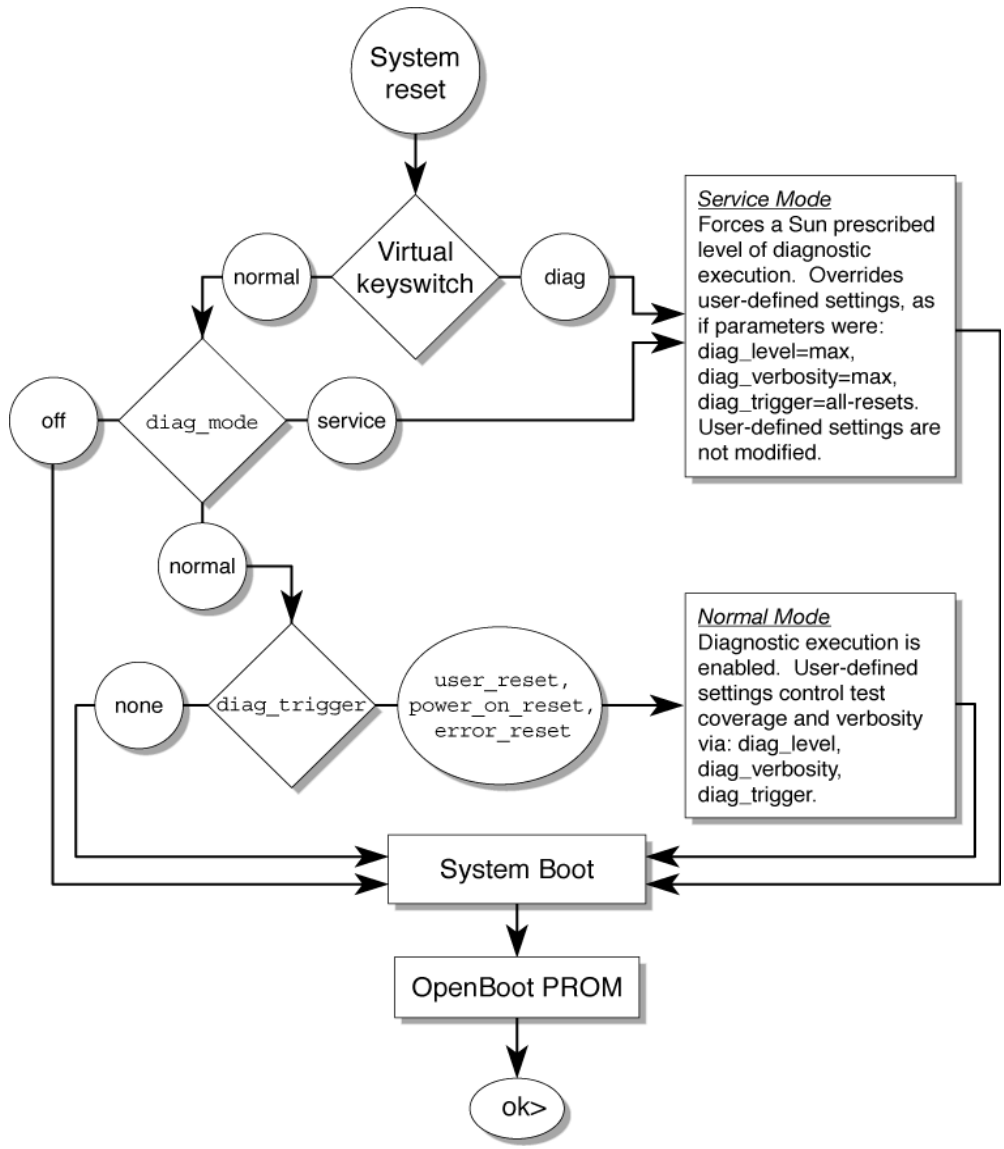 System
reset
Virtual
keyswitch
normal
diag
Service Mode
Forces a Sun prescribed
level of diagnostic
execution.  Overrides
user-defined settings, as
if parameters were:
diag_level=max,
diag_verbosity=max,
diag_trigger=all-resets.
User-defined settings are
not modified.
off
diag_mode
service
normal
none
diag_trigger
user_reset,
power_on_reset,
error_reset
Normal Mode
Diagnostic execution is
enabled.  User-defined
settings control test
coverage and verbosity
via: diag_level,
diag_verbosity,
diag_trigger.
System Boot
OpenBoot PROM
ok>